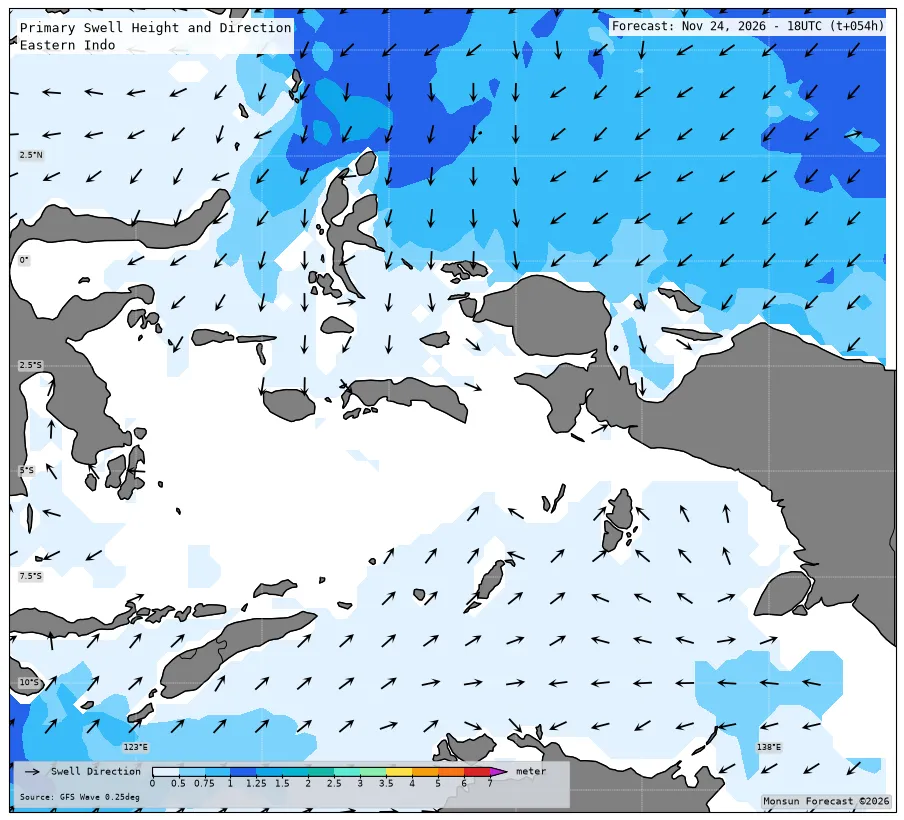 Primary Swell Height and Direction
Eastern Indo
Forecast: Nov 24, 2026 - 18UTC (t+054h)
2.5°N
0°
2.5°S
5°S
7.5°S
10°S
123°E
138°E
Swell Direction
0 0.5 0.75 1 1.25 1.5 2 2.5 3 3.5 4 5 6 7
meter
Source: GFS Wave 0.25deg
Monsun Forecast ©2026